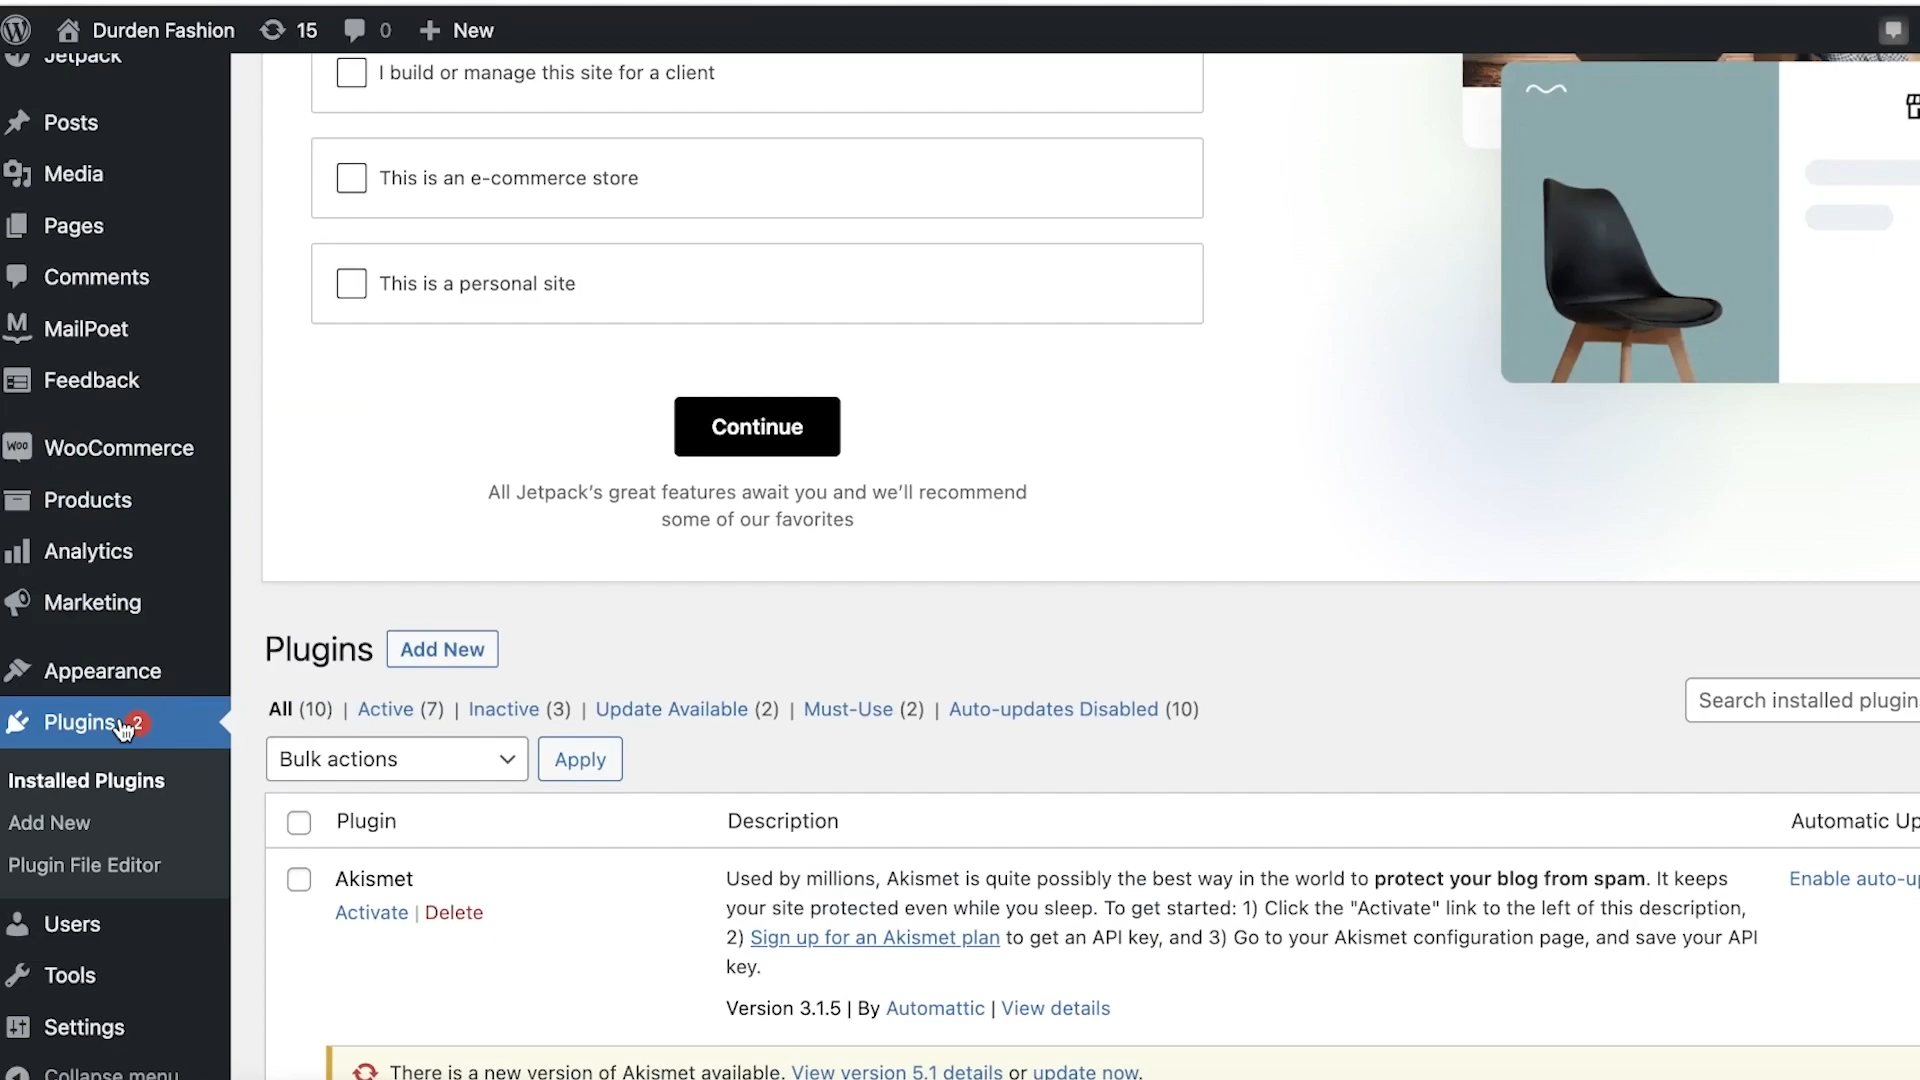 Durden Fashion 15 0 New
Jetpack
Posts
Media
Pages
Comments
MailPoet
Feedback
WOO WooCommerce
Products
Analytics
Marketing
Appearance
Plugins 2
Installed Plugins
Add New
Plugin File Editor
Users
Tools
Settings
Collapse menu
I build or manage this site for a client
This is an e-commerce store
This is a personal site
Continue
All Jetpack's great features await you and we'll recommend
some of our favorites
Plugins Add New
All (10) | Active (7) | Inactive (3) | Update Available (2) | Must-Use (2) | Auto-updates Disabled (10)
Search installed plugin
Bulk actions Apply
Plugin Description Automatic Up
Akismet
Activate | Delete
Used by millions, Akismet is quite possibly the best way in the world to protect your blog from spam. It keeps
your site protected even while you sleep. To get started: 1) Click the "Activate" link to the left of this description,
2) Sign up for an Akismet plan to get an API key, and 3) Go to your Akismet configuration page, and save your API
key.
Version 3.1.5 | By Automattic | View details
Enable auto-up
There is a new version of Akismet available. View version 5.1 details or update now.